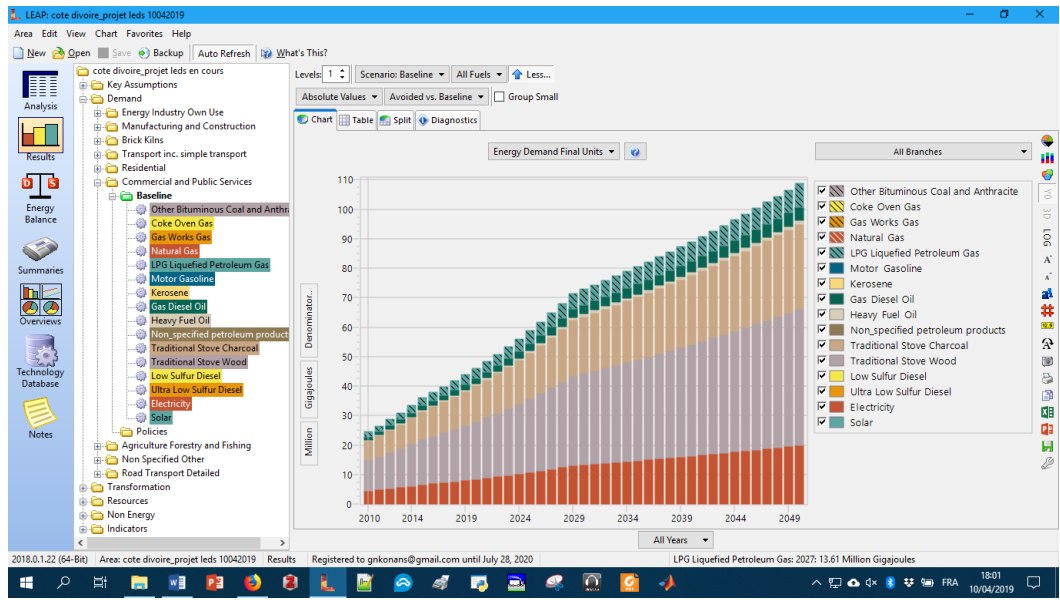 LEAP: cote divoire_projet leds 10042019
Area Edit View Chart Favorites Help
New Open Save Backup Auto Refresh What's This?
Analysis
Results
Energy Balance
Summaries
Overviews
Technology Database
Notes
cote divoire_projet leds en cours
Key Assumptions
Demand
Energy Industry Own Use
Manufacturing and Construction
Brick Kilns
Transport inc. simple transport
Residential
Commercial and Public Services
Baseline
Other Bituminous Coal and Anthra
Coke Oven Gas
Gas Works Gas
Natural Gas
LPG Liquefied Petroleum Gas
Motor Gasoline
Kerosene
Gas Diesel Oil
Heavy Fuel Oil
Non_specified petroleum product
Traditional Stove Charcoal
Traditional Stove Wood
Low Sulfur Diesel
Ultra Low Sulfur Diesel
Electricity
Solar
Policies
Agriculture Forestry and Fishing
Non Specified Other
Road Transport Detailed
Transformation
Resources
Non Energy
Indicators
Levels: 1 Scenario: Baseline All Fuels Less...
Absolute Values Avoided vs. Baseline Group Small
Chart Table Split Diagnostics
Energy Demand Final Units All Branches
Denominator..
Gigajoules
Million
110
100
90
80
70
60
50
40
30
20
10
0
2010 2014 2019 2024 2029 2034 2039 2044 2049
All Years
Other Bituminous Coal and Anthracite
Coke Oven Gas
Gas Works Gas
Natural Gas
LPG Liquefied Petroleum Gas
Motor Gasoline
Kerosene
Gas Diesel Oil
Heavy Fuel Oil
Non_specified petroleum products
Traditional Stove Charcoal
Traditional Stove Wood
Low Sulfur Diesel
Ultra Low Sulfur Diesel
Electricity
Solar
3D
LOG
2018.0.1.22 (64-Bit) Area: cote divoire_projet leds 10042019 Results Registered to gnkonans@gmail.com until July 28, 2020 LPG Liquefied Petroleum Gas: 2027: 13.61 Million Gigajoules
FRA
18:01
10/04/2019